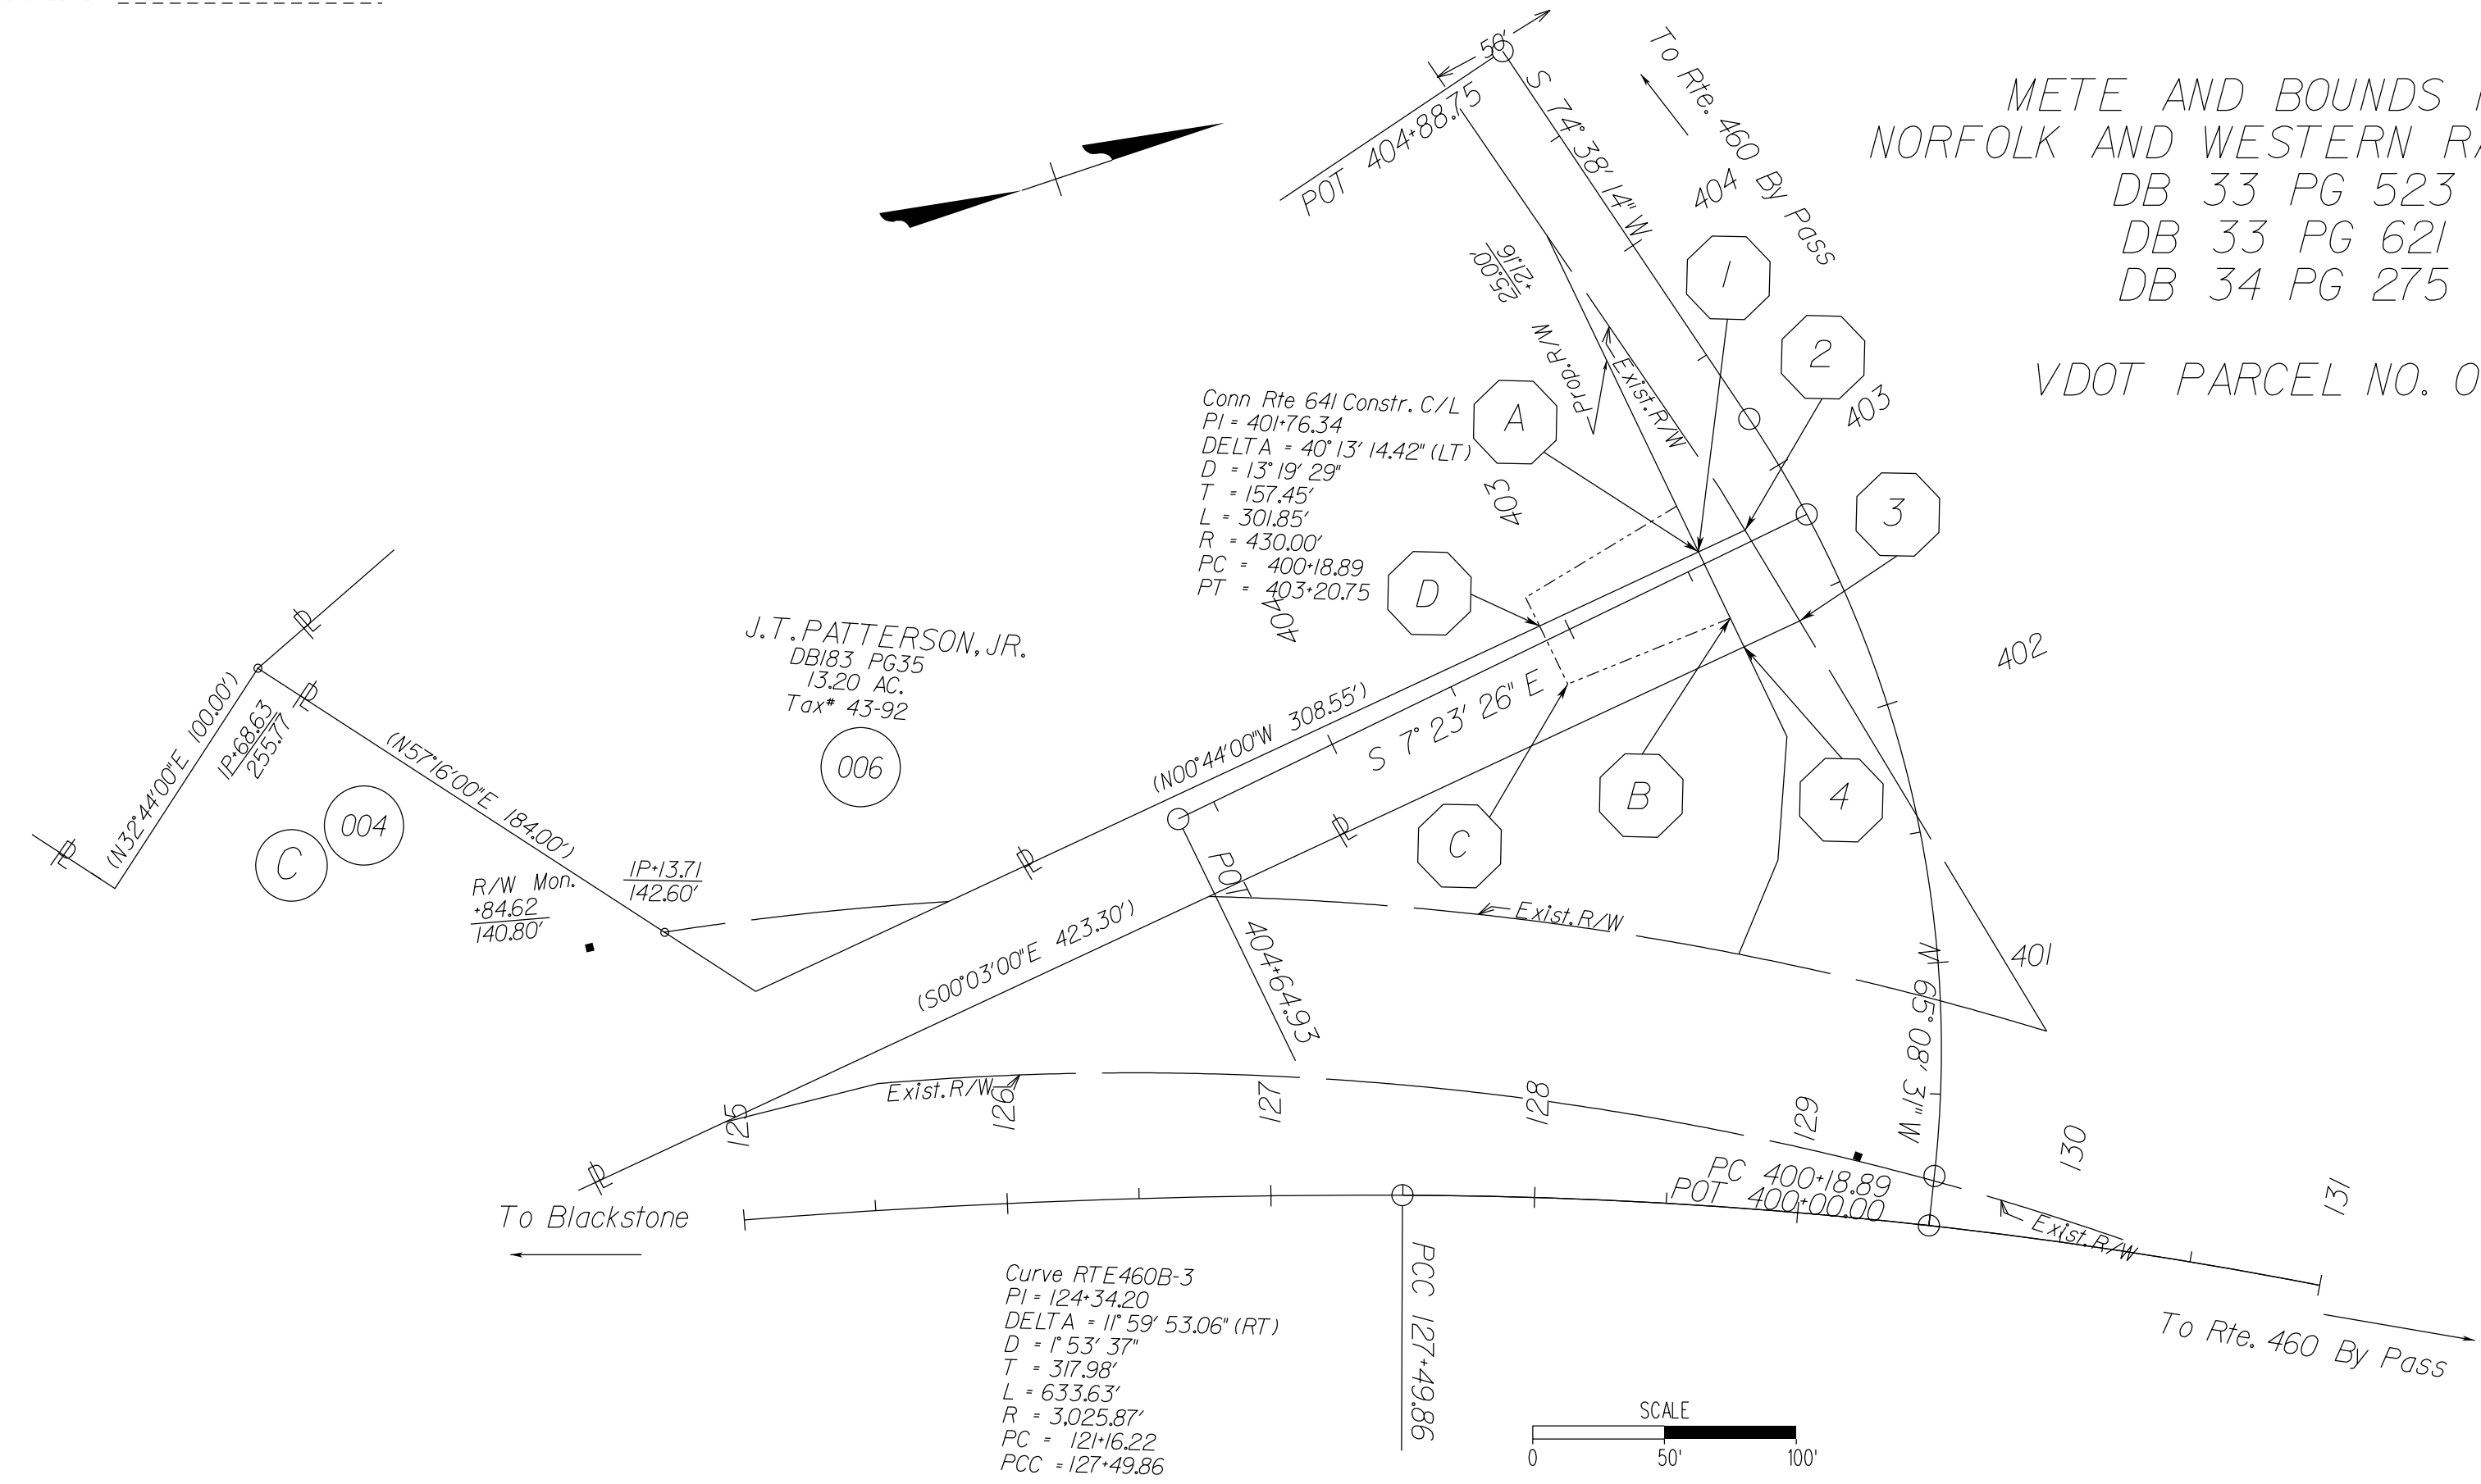 50'
POT 404+88.75
S 74° 38' 14" W
To Rte. 460 By Pass
METE AND BOUNDS
NORFOLK AND WESTERN
DB 33 PG 523
DB 33 PG 621
DB 34 PG 275
VDOT PARCEL NO.
404
403
402
401
1
2
3
4
A
B
C
D
+21.16
25.00'
Prop.R/W
Exist.R/W
Conn Rte 641 Constr. C/L
PI = 401+76.34
DELTA = 40° 13' 14.42" (LT)
D = 13° 19' 29"
T = 157.45'
L = 301.85'
R = 430.00'
PC = 400+18.89
PT = 403+20.75
403
404
J.T. PATTERSON, JR.
DB183 PG35
13.20 AC.
Tax# 43-92
006
(N32°44'00"E 100.00')
IP+68.63
255.77
(N57°16'00"E 184.00')
004
C
R/W Mon.
+84.62
140.80'
IP+13.71
142.60'
(N00°44'00"W 308.55')
S 7° 23' 26" E
(S00°03'00"E 423.30')
POT 404+64.93
Exist.R/W
Exist.R/W
N 65° 08' 31" W
125
126
127
128
129
130
131
PC 400+18.89
POT 400+00.00
Exist.R/W
To Blackstone
To Rte. 460 By Pass
PCC 127+49.86
Curve RTE460B-3
PI = 124+34.20
DELTA = 11° 59' 53.06" (RT)
D = 1° 53' 37"
T = 317.98'
L = 633.63'
R = 3,025.87'
PC = 121+16.22
PCC = 127+49.86
SCALE
0 50' 100'